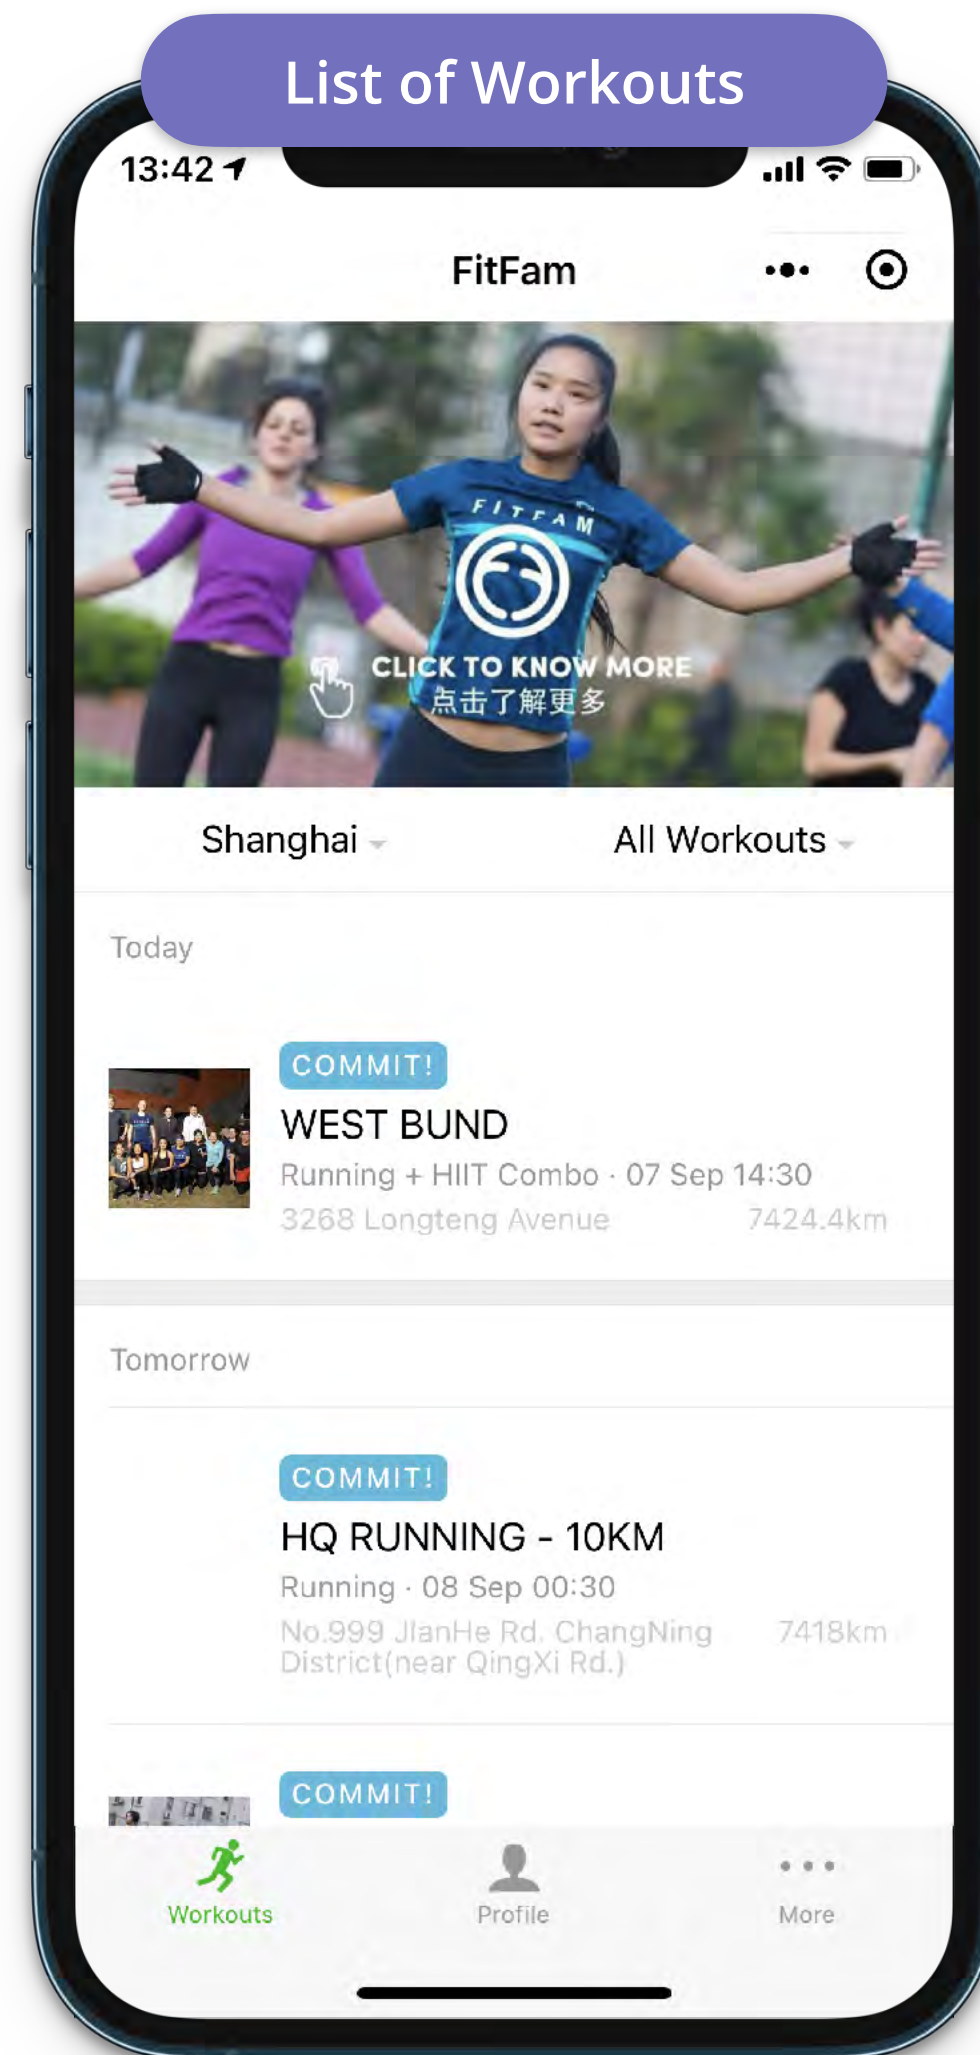 List of Workouts
13:42
FitFam
FITFAM
CLICK TO KNOW MORE
点击了解更多
Shanghai
All Workouts
Today
COMMIT!
WEST BUND
Running + HIIT Combo · 07 Sep 14:30
3268 Longteng Avenue 7424.4km
Tomorrow
COMMIT!
HQ RUNNING - 10KM
Running · 08 Sep 00:30
No.999 JIanHe Rd. ChangNing 7418km
District(near QingXi Rd.)
COMMIT!
Workouts
Profile
More